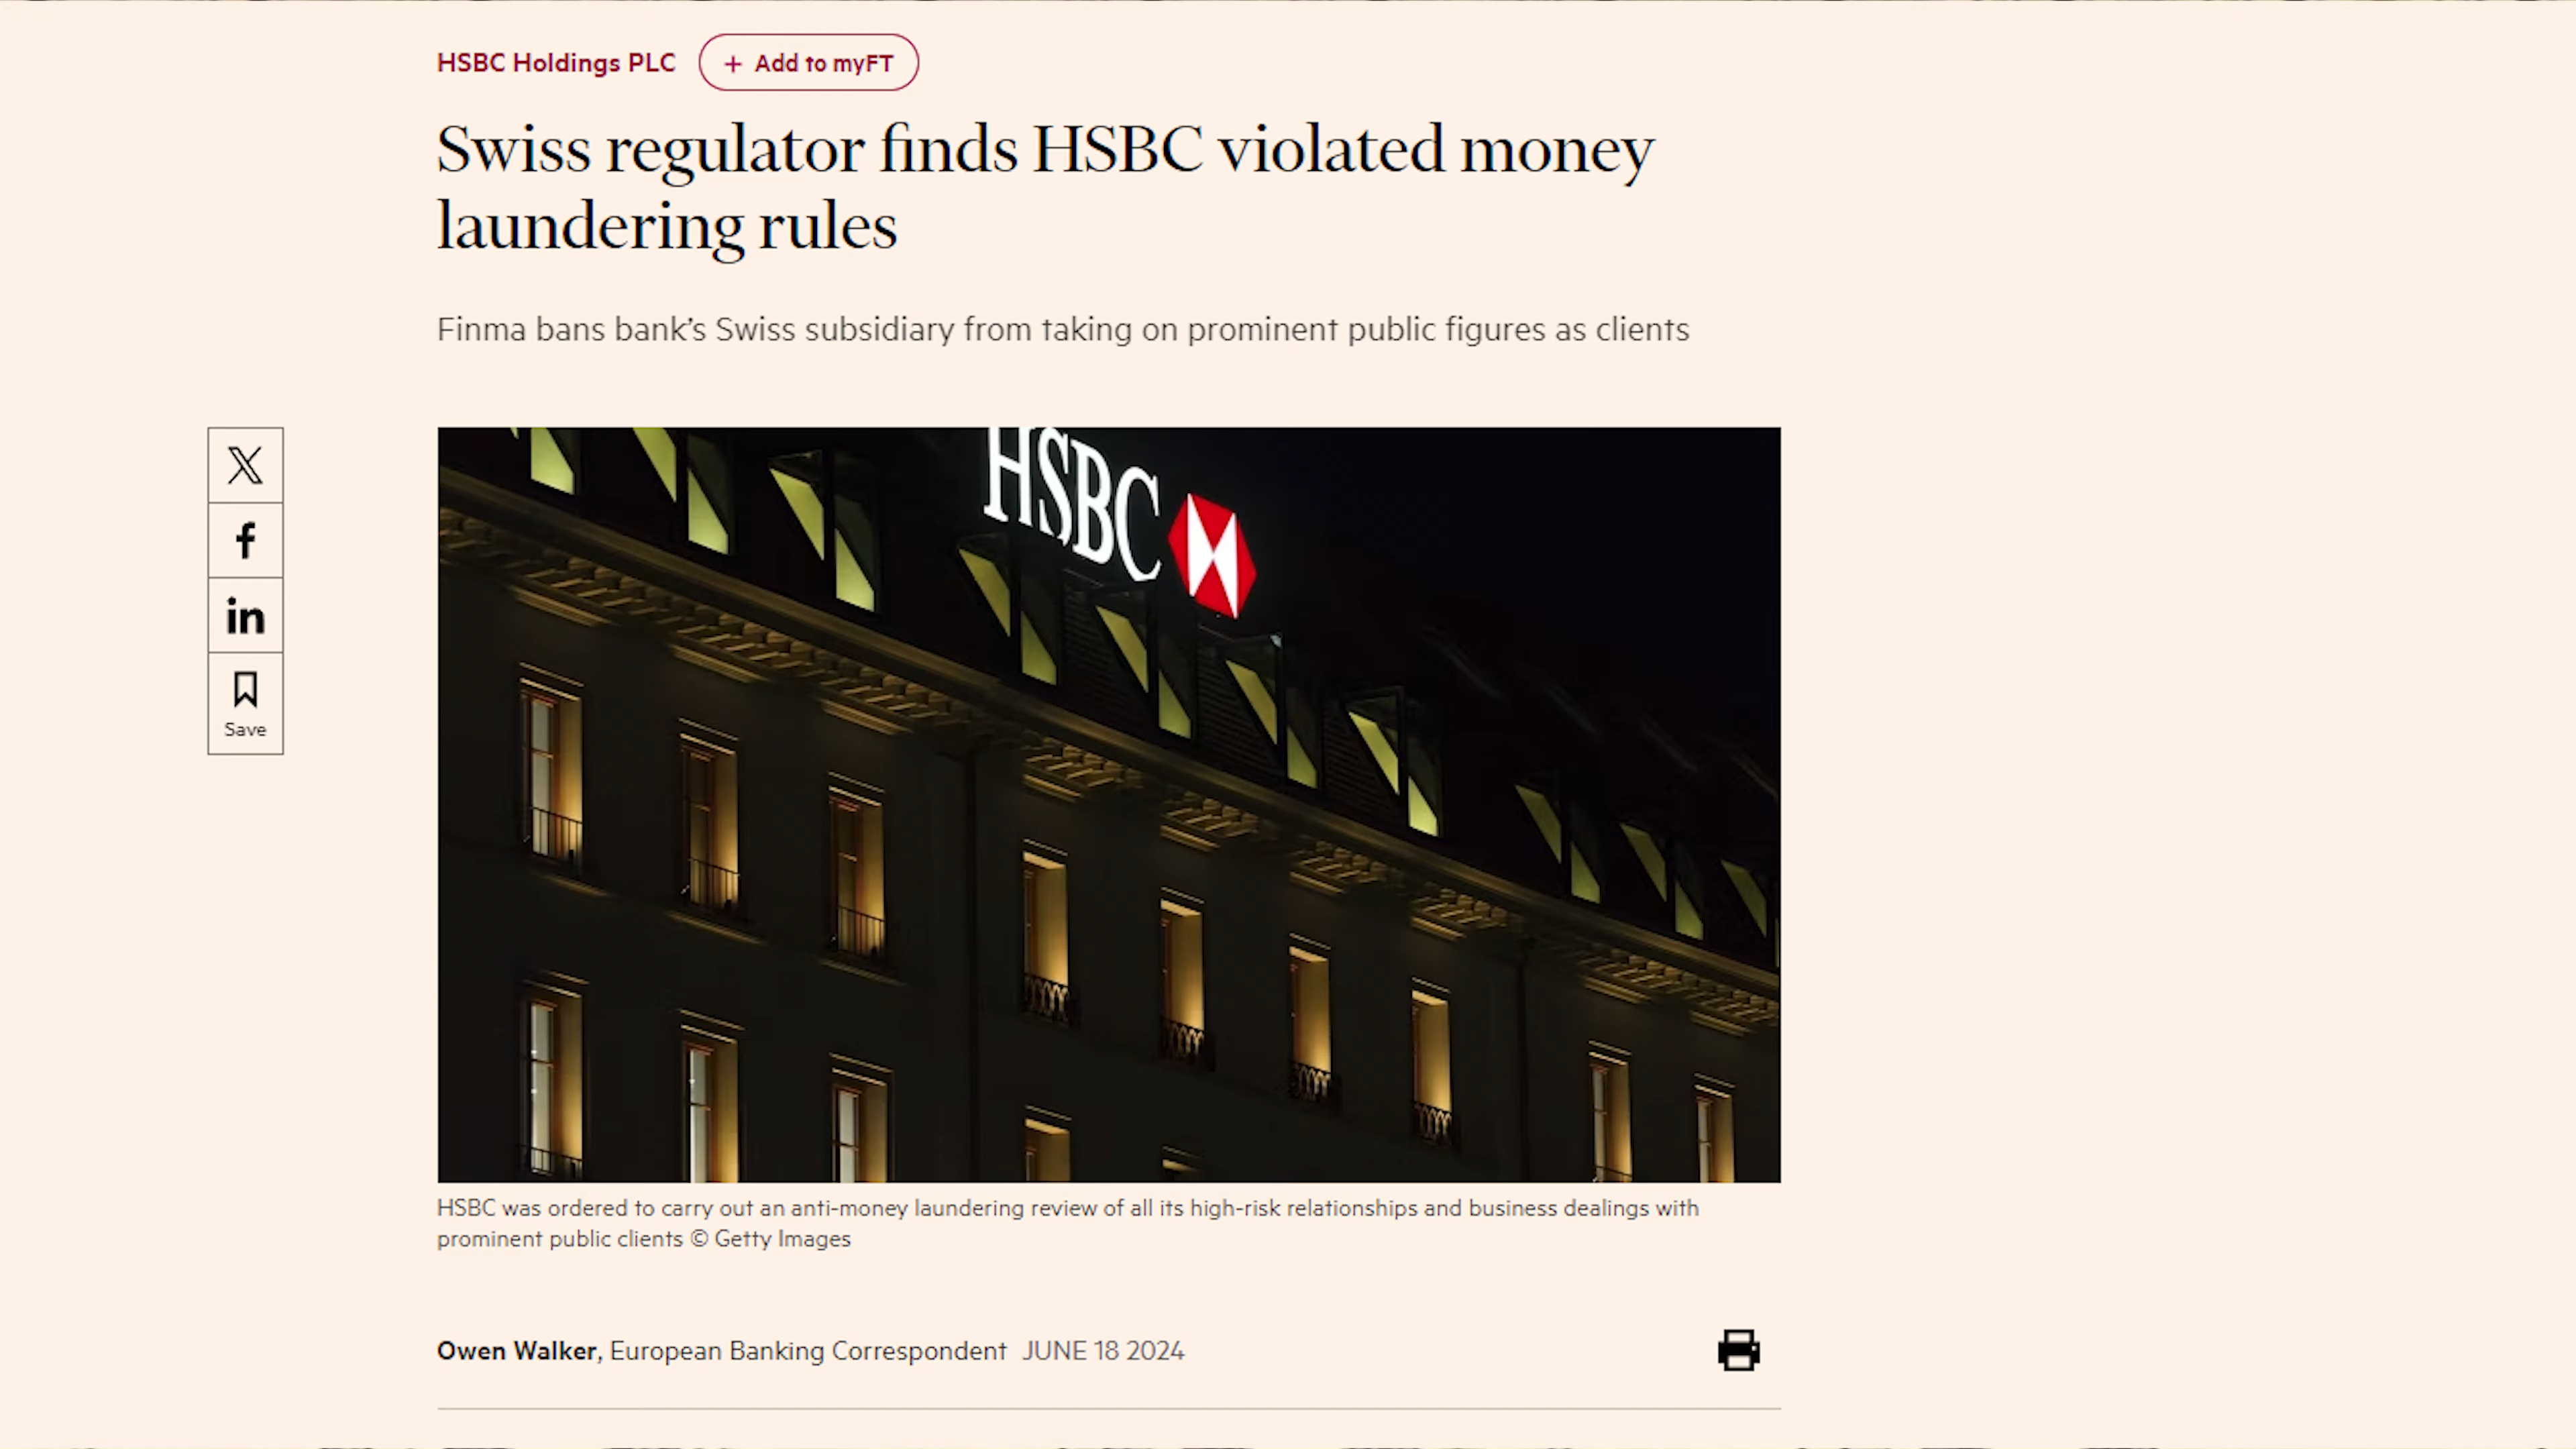 HSBC Holdings PLC
+ Add to myFT
Swiss regulator finds HSBC violated money
laundering rules
Finma bans bank's Swiss subsidiary from taking on prominent public figures as clients
Save
HSBC
HSBC was ordered to carry out an anti-money laundering review of all its high-risk relationships and business dealings with
prominent public clients © Getty Images
Owen Walker, European Banking Correspondent JUNE 18 2024